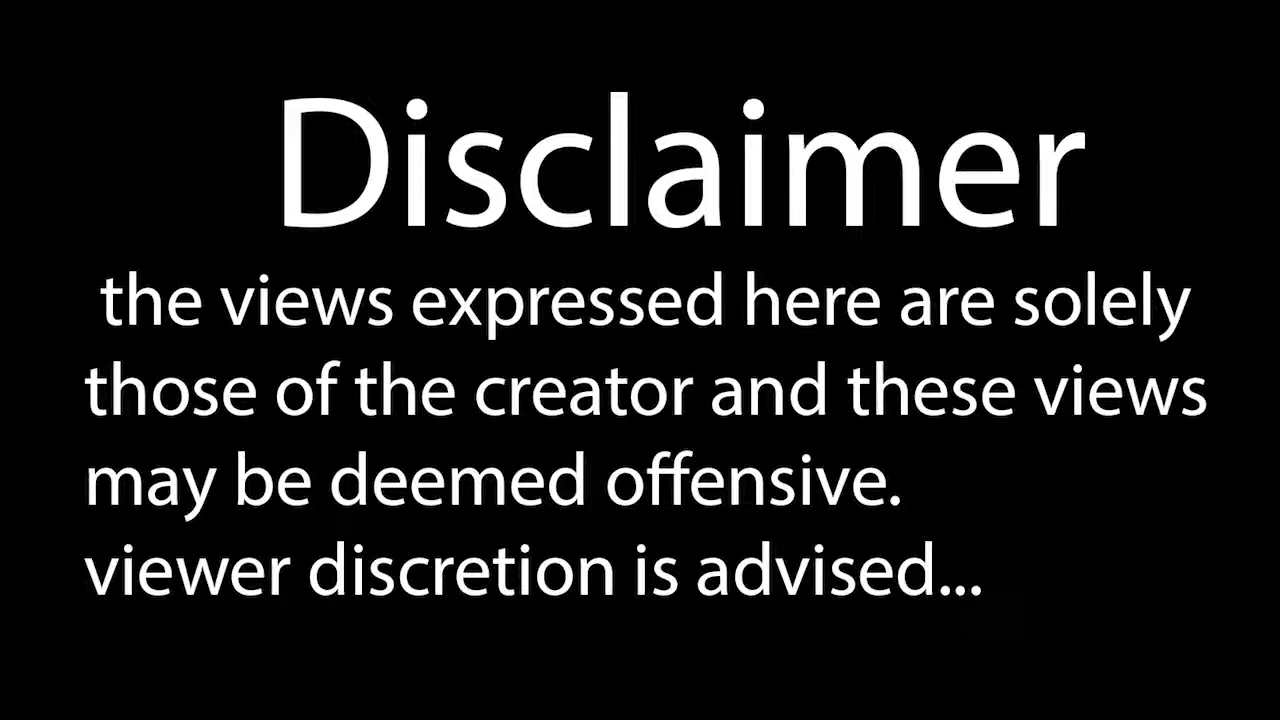 Disclaimer
the views expressed here are solely
those of the creator and these views
may be deemed offensive.
viewer discretion is advised...